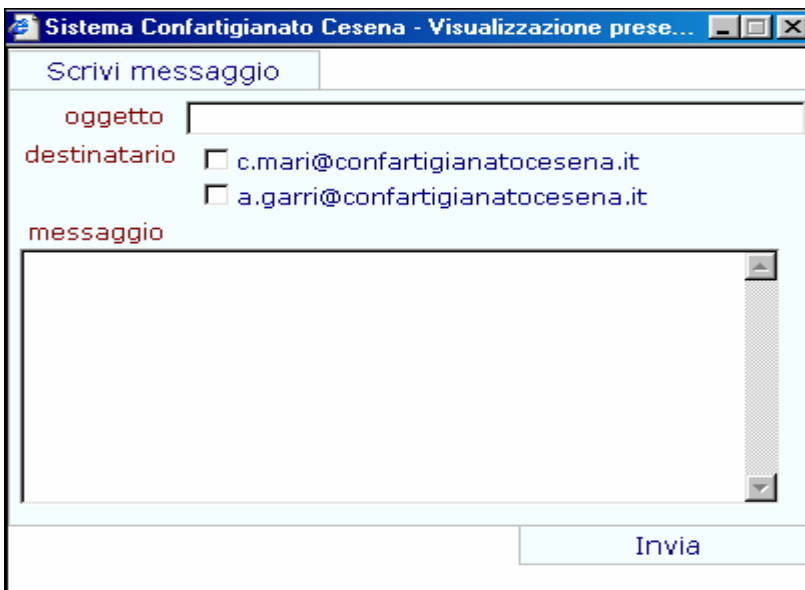 Sistema Confartigianato Cesena - Visualizzazione prese...
Scrivi messaggio
oggetto
destinatario
c.mari@confartigianatocesena.it
a.garri@confartigianatocesena.it
messaggio
Invia